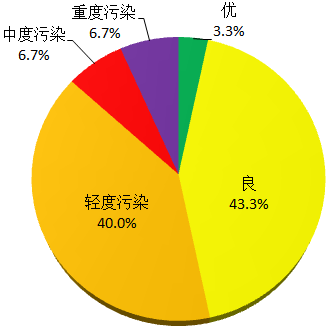 优
3.3%
良
43.3%
轻度污染
40.0%
中度污染
6.7%
重度污染
6.7%